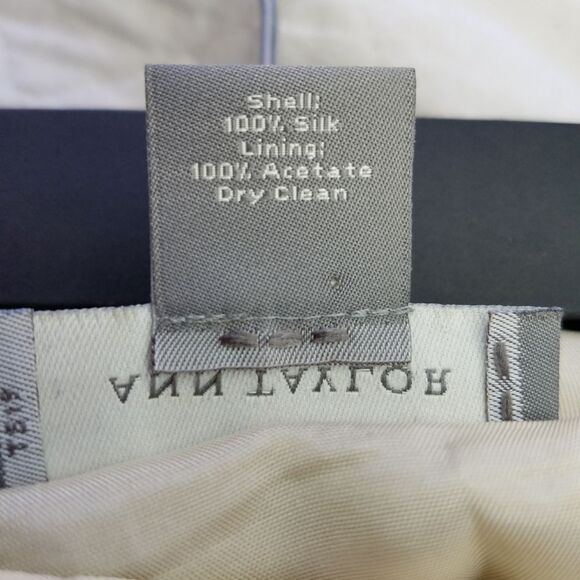 Shell:
100% Silk
Lining:
100% Acetate
Dry Clean
ANN TAYLOR